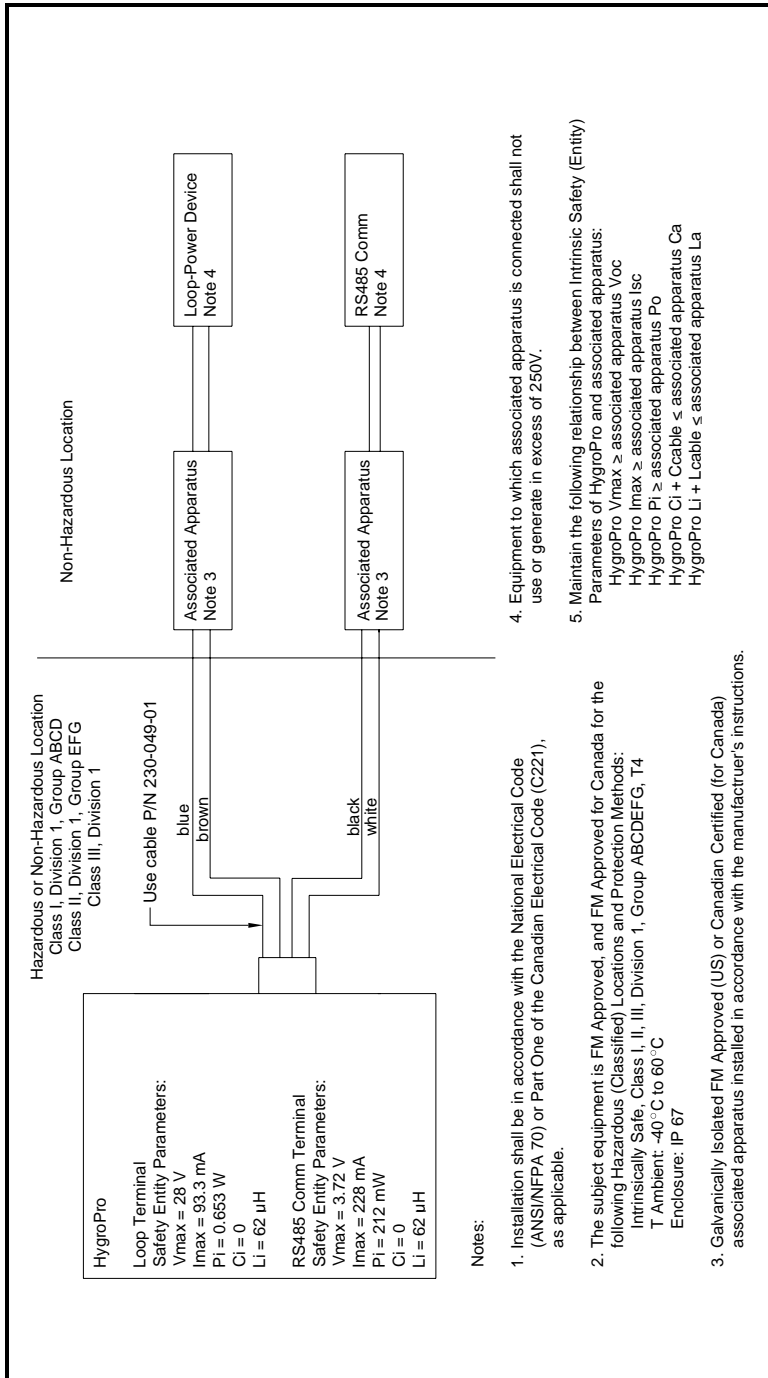 Hazardous or Non-Hazardous Location
Class I, Division 1, Group ABCD
Class II, Division 1, Group EFG
Class III, Division 1
Non-Hazardous Location
HygroPro
Loop Terminal
Safety Entity Parameters:
Vmax = 28 V
Imax = 93.3 mA
Pi = 0.653 W
Ci = 0
Li = 62 µH
RS485 Comm Terminal
Safety Entity Parameters:
Vmax = 3.72 V
Imax = 228 mA
Pi = 212 mW
Ci = 0
Li = 62 µH
Use cable P/N 230-049-01
blue
brown
black
white
Associated Apparatus
Note 3
Loop-Power Device
Note 4
Associated Apparatus
Note 3
RS485 Comm
Note 4
Notes:
1. Installation shall be in accordance with the National Electrical Code
(ANSI/NFPA 70) or Part One of the Canadian Electrical Code (C221),
as applicable.
2. The subject equipment is FM Approved, and FM Approved for Canada for the
following Hazardous (Classified) Locations and Protection Methods:
Intrinsically Safe, Class I, II, III, Division 1, Group ABCDEFG, T4
T Ambient: -40°C to 60°C
Enclosure: IP 67
3. Galvanically Isolated FM Approved (US) or Canadian Certified (for Canada)
associated apparatus installed in accordance with the manufactruer's instructions.
4. Equipment to which associated apparatus is connected shall not
use or generate in excess of 250V.
5. Maintain the following relationship between Intrinsic Safety (Entity)
Parameters of HygroPro and associated apparatus:
HygroPro Vmax ≥ associated apparatus Voc
HygroPro Imax ≥ associated apparatus Isc
HygroPro Pi ≥ associated apparatus Po
HygroPro Ci + Ccable ≤ associated apparatus Ca
HygroPro Li + Lcable ≤ associated apparatus La